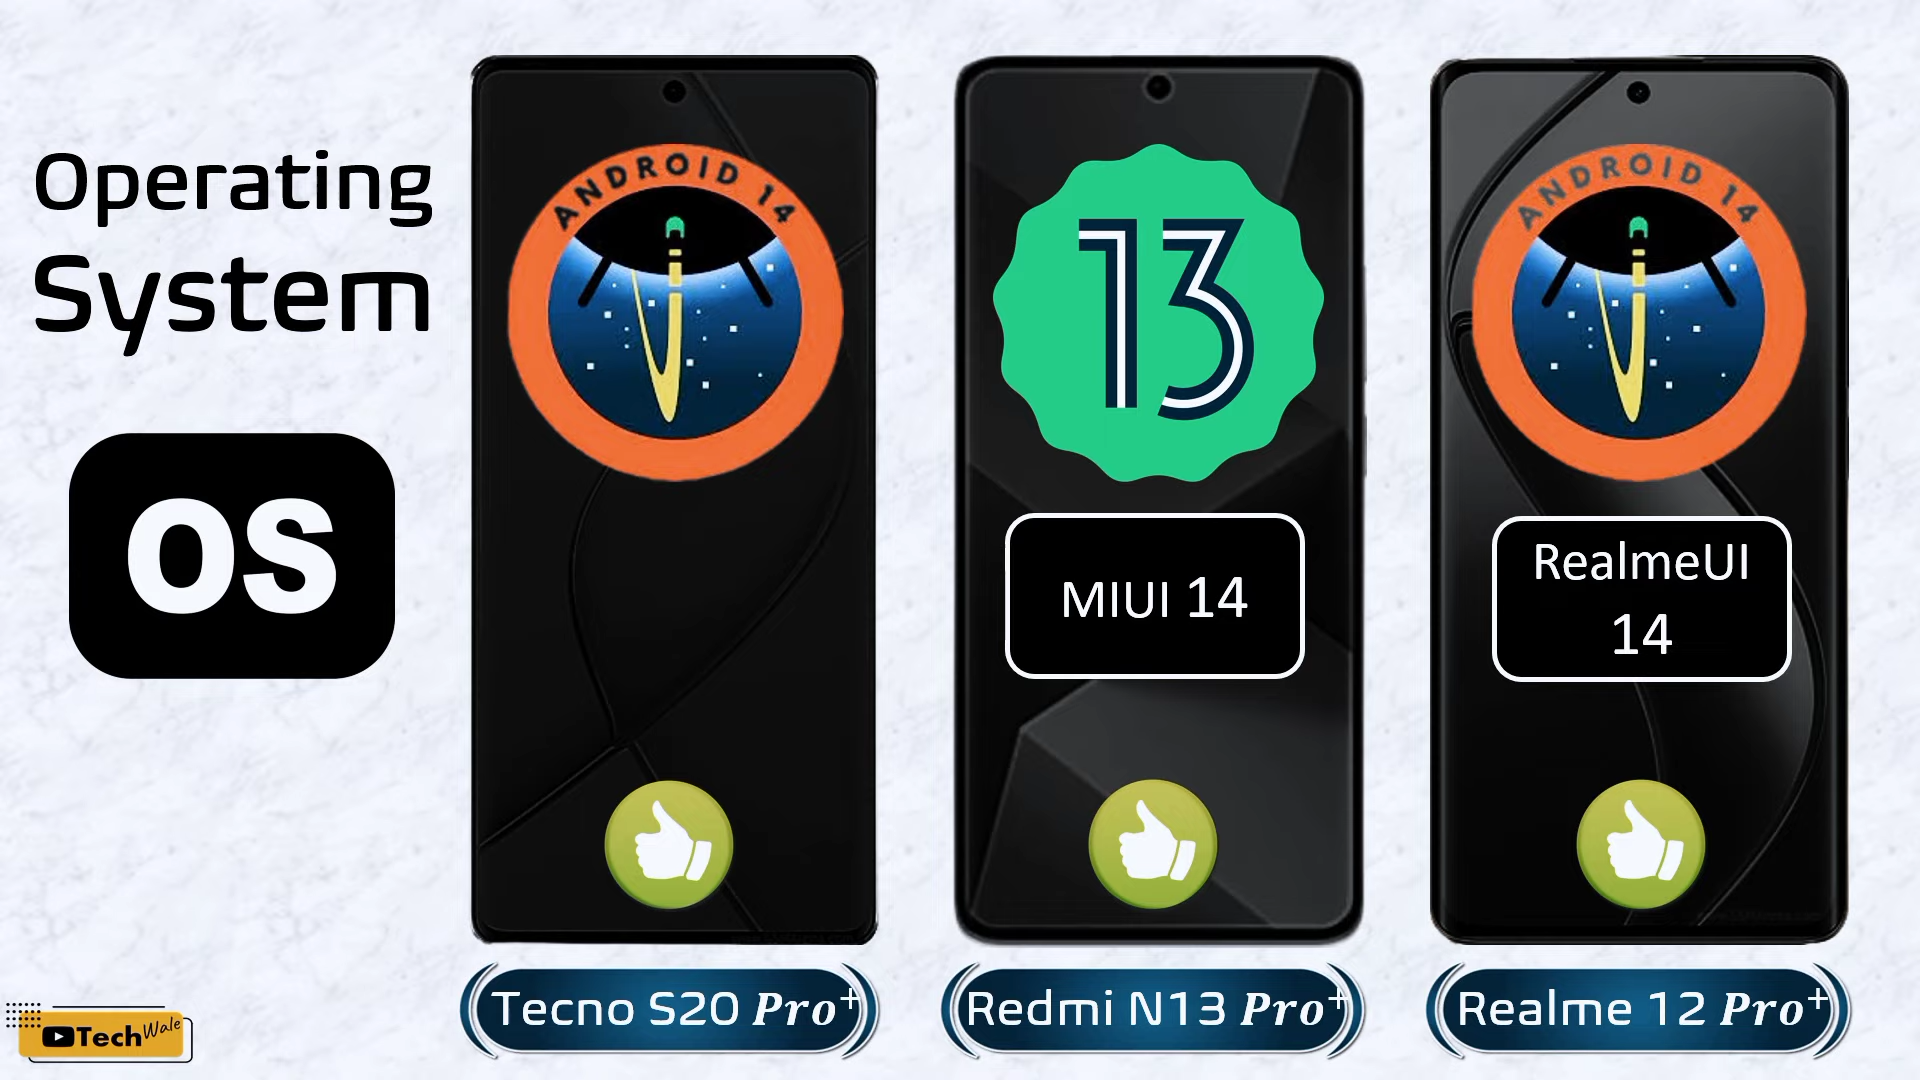 Operating
System
OS
ANDROID 14
13
MIUI 14
ANDROID 14
RealmeUI
14
Tecno S20 Pro+
Redmi N13 Pro+
Realme 12 Pro+
TechWale